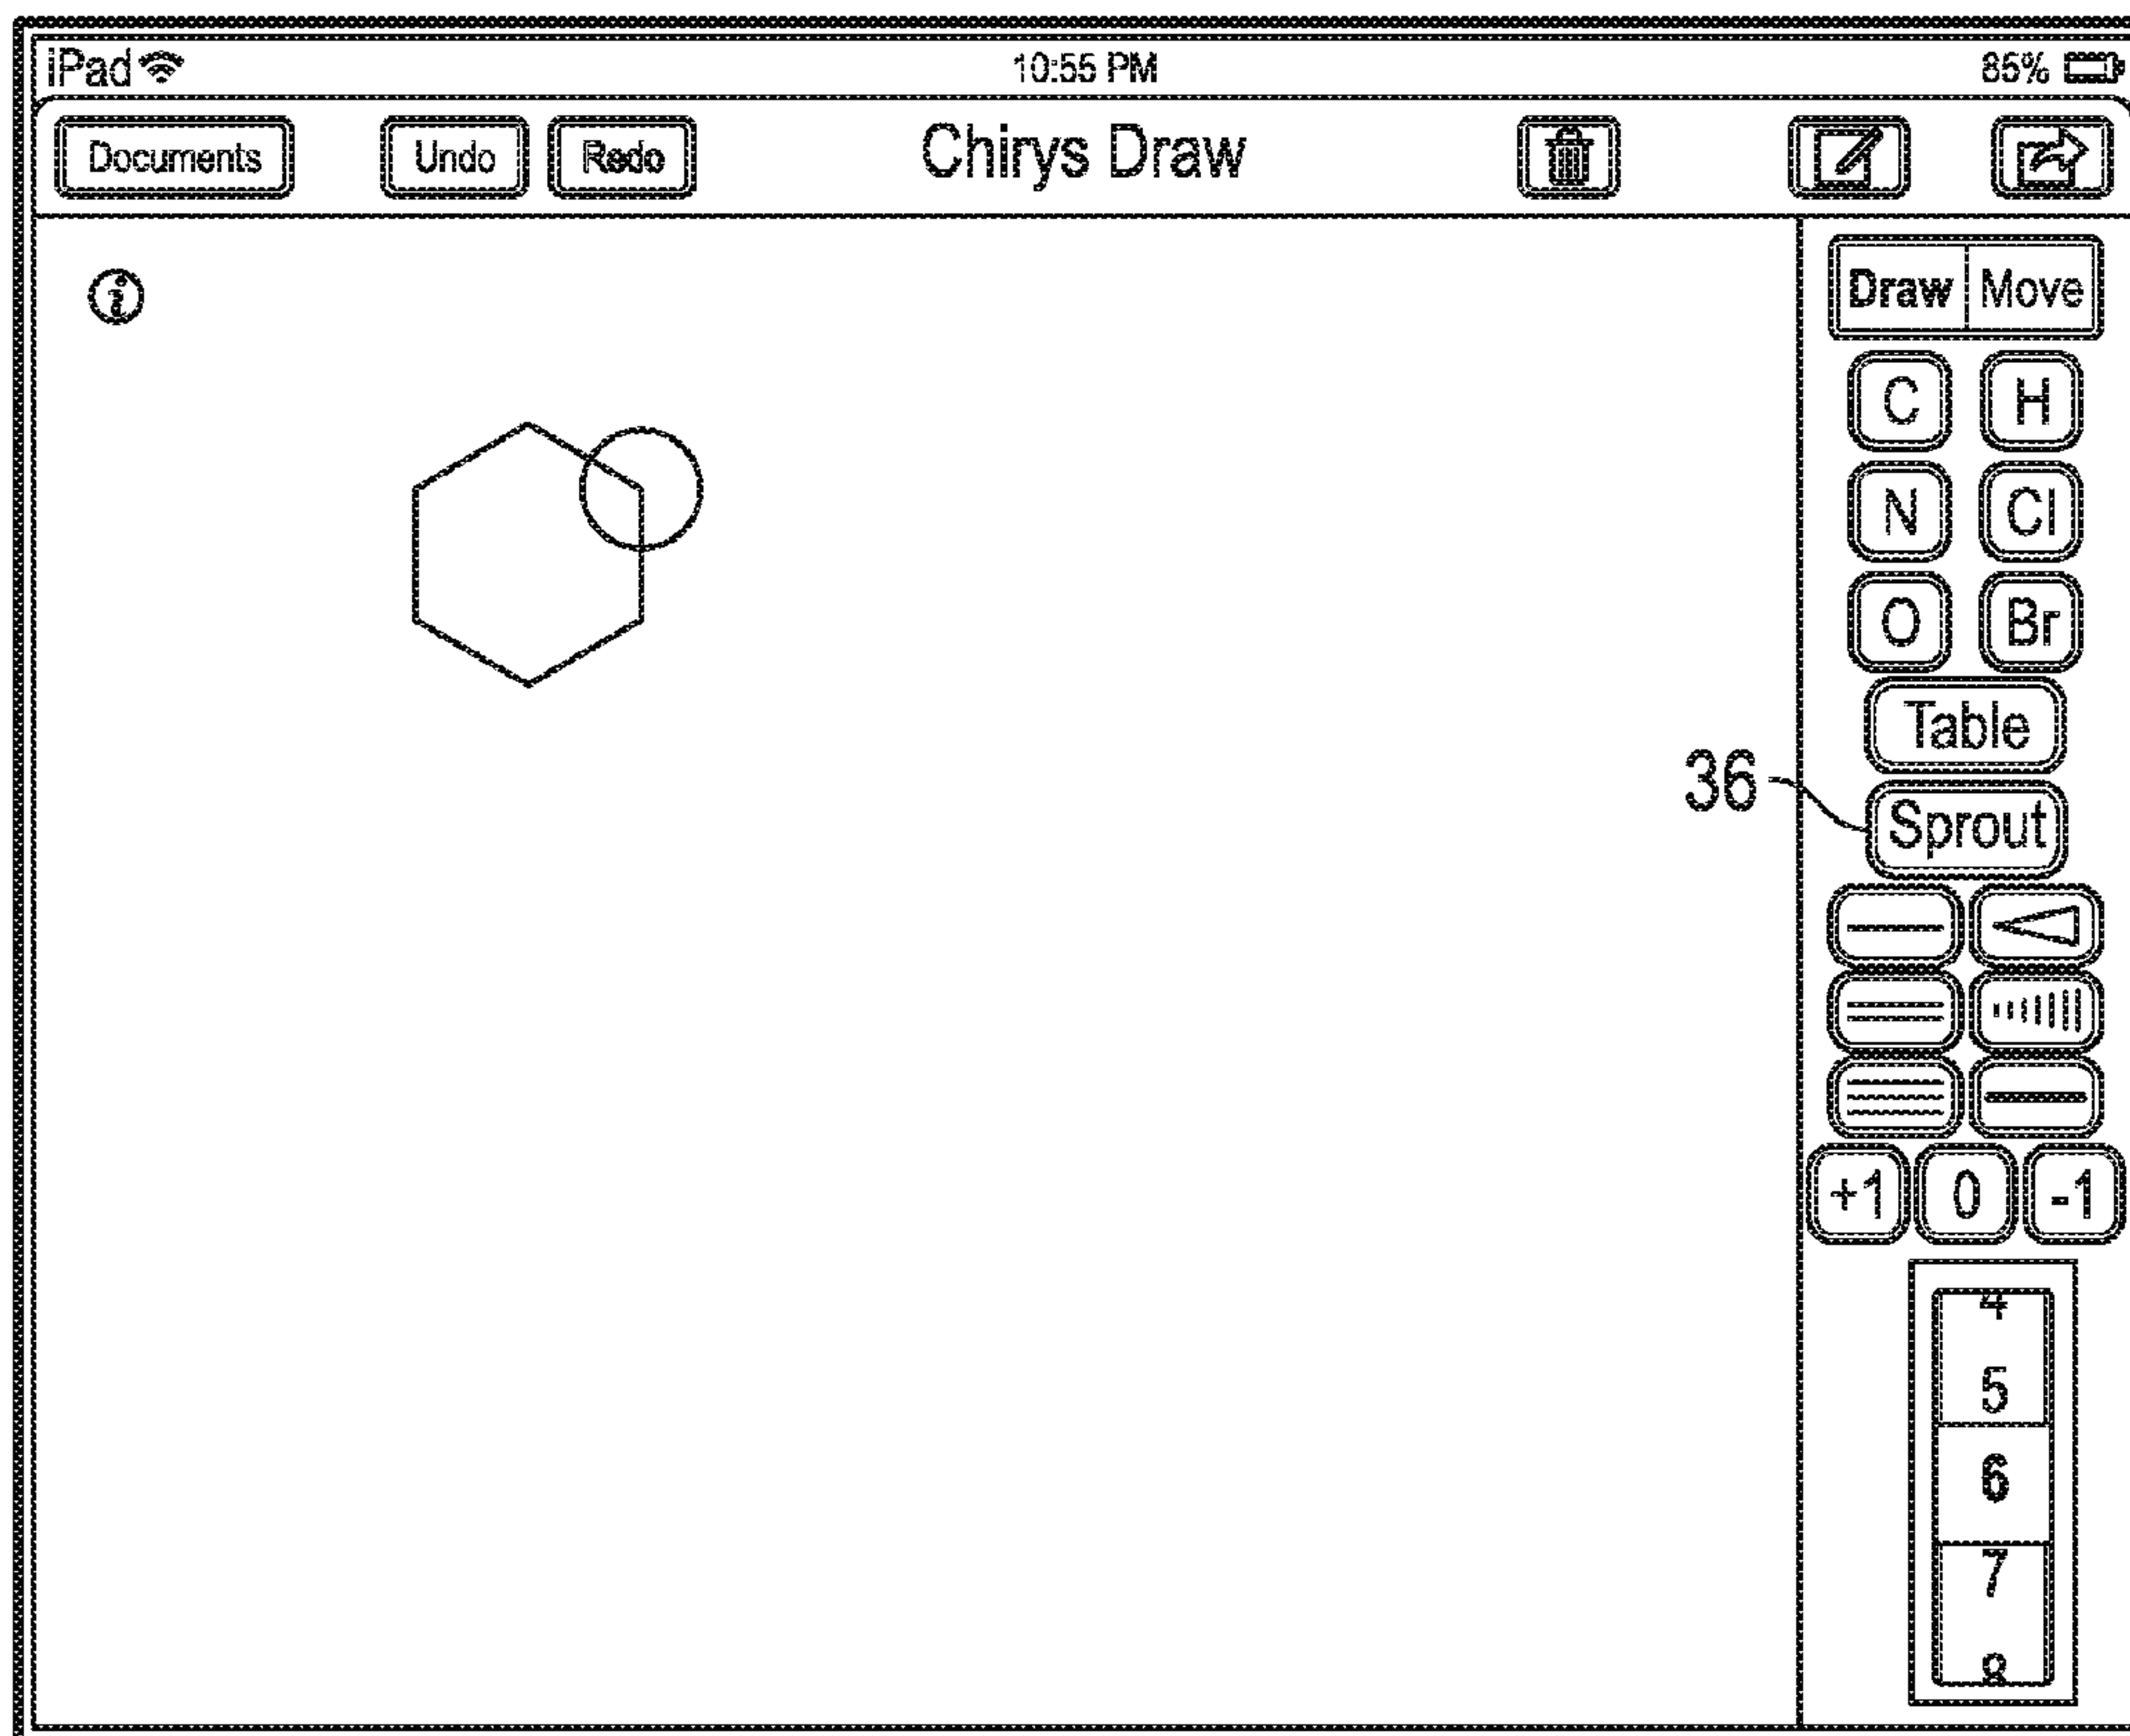 iPad 10:55 PM 85%
Documents Undo Redo Chirys Draw
i
Draw Move
C H
N Cl
O Br
Table
36
Sprout
+1 0 -1
4
5
6
7
8